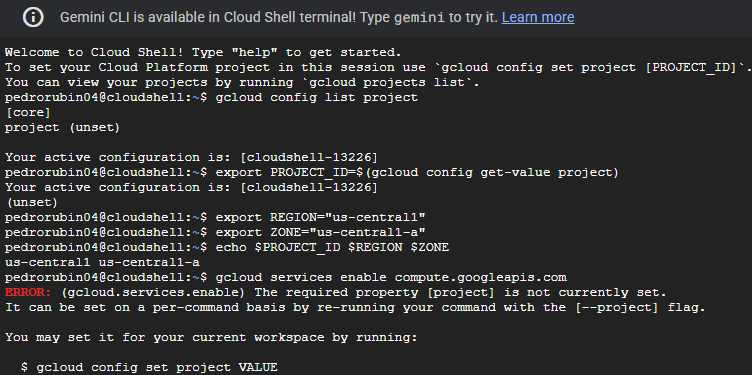 Gemini CLI is available in Cloud Shell terminal! Type gemini to try it. Learn more
Welcome to Cloud Shell! Type "help" to get started.
To set your Cloud Platform project in this session use `gcloud config set project [PROJECT_ID]`.
You can view your projects by running `gcloud projects list`.
pedrorubin04@cloudshell:~$ gcloud config list project
[core]
project (unset)

Your active configuration is: [cloudshell-13226]
pedrorubin04@cloudshell:~$ export PROJECT_ID=$(gcloud config get-value project)
Your active configuration is: [cloudshell-13226]
(unset)
pedrorubin04@cloudshell:~$ export REGION="us-central1"
pedrorubin04@cloudshell:~$ export ZONE="us-central1-a"
pedrorubin04@cloudshell:~$ echo $PROJECT_ID $REGION $ZONE
us-central1 us-central1-a
pedrorubin04@cloudshell:~$ gcloud services enable compute.googleapis.com
ERROR: (gcloud.services.enable) The required property [project] is not currently set.
It can be set on a per-command basis by re-running your command with the [--project] flag.

You may set it for your current workspace by running:

  $ gcloud config set project VALUE